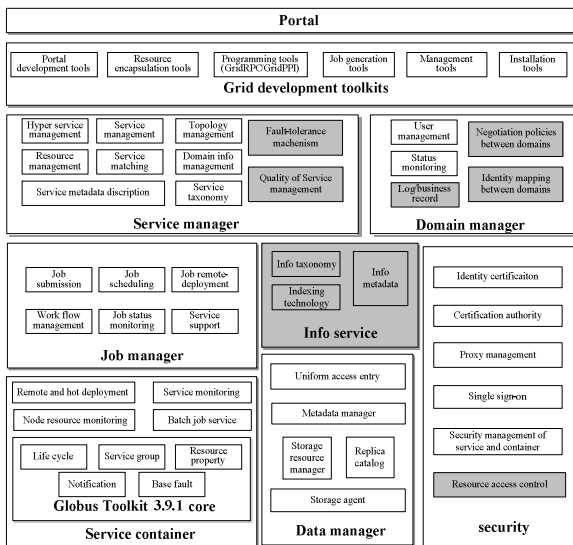 Portal
Portal
development tools
Resource
encapsulation tools
Programming tools
(GridRPC/GridPPI)
Job generation
tools
Management
tools
Installation
tools
Grid development toolkits
Hyper service
management
Service
management
Topology
management
Fault-tolerance
machenism
Resource
management
Service
matching
Domain info
management
Quality of Service
management
Service metadata discription
Service
taxonomy
Service manager
User
management
Negotiation policies
between domains
Status
monitoring
Log/business
record
Identity mapping
between domains
Domain manager
Job
submission
Job
scheduling
Job remote-
deployment
Work flow
management
Job status
monitoring
Service
support
Job manager
Info taxonomy
Info
metadata
Indexing
technology
Info service
Identity certificaiton
Certification authority
Proxy management
Single sign-on
Security management of
service and container
Resource access control
security
Remote and hot deployment
Service monitoring
Node resource monitoring
Batch job service
Life cycle
Service group
Resource
property
Notification
Base fault
Globus Toolkit 3.9.1 core
Service container
Uniform access entry
Metadata manager
Storage
resource
manager
Replica
catalog
Storage agent
Data manager